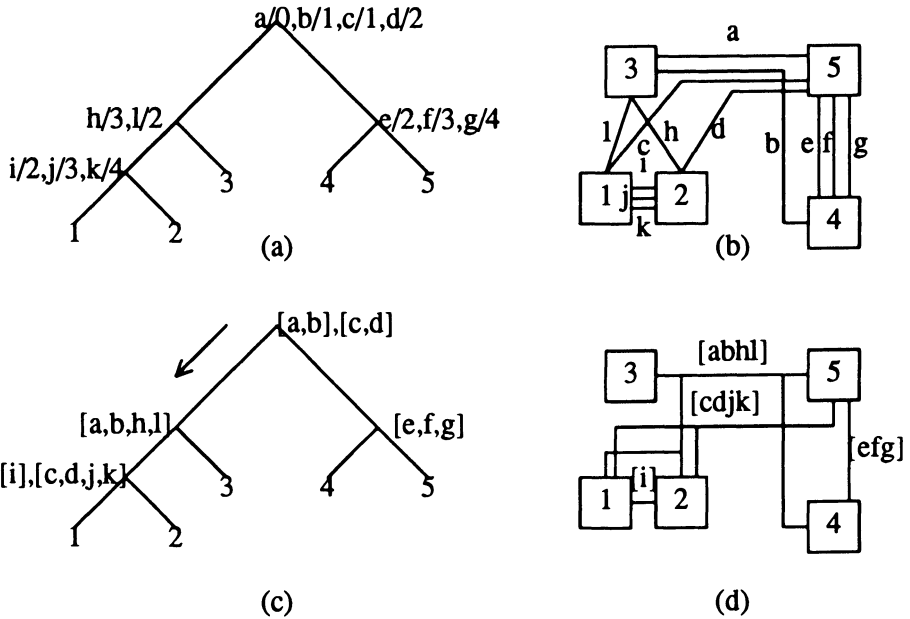 a/0,b/1,c/1,d/2
h/3,l/2
e/2,f/3,g/4
i/2,j/3,k/4
3
4
5
1
2
(a)
a
3
5
l
h
d
c
b
e
f
g
i
1
j
2
k
4
(b)
[a,b],[c,d]
[a,b,h,l]
[e,f,g]
[i],[c,d,j,k]
3
4
5
1
2
(c)
[abhl]
3
5
[cdjk]
[efg]
[i]
1
2
4
(d)